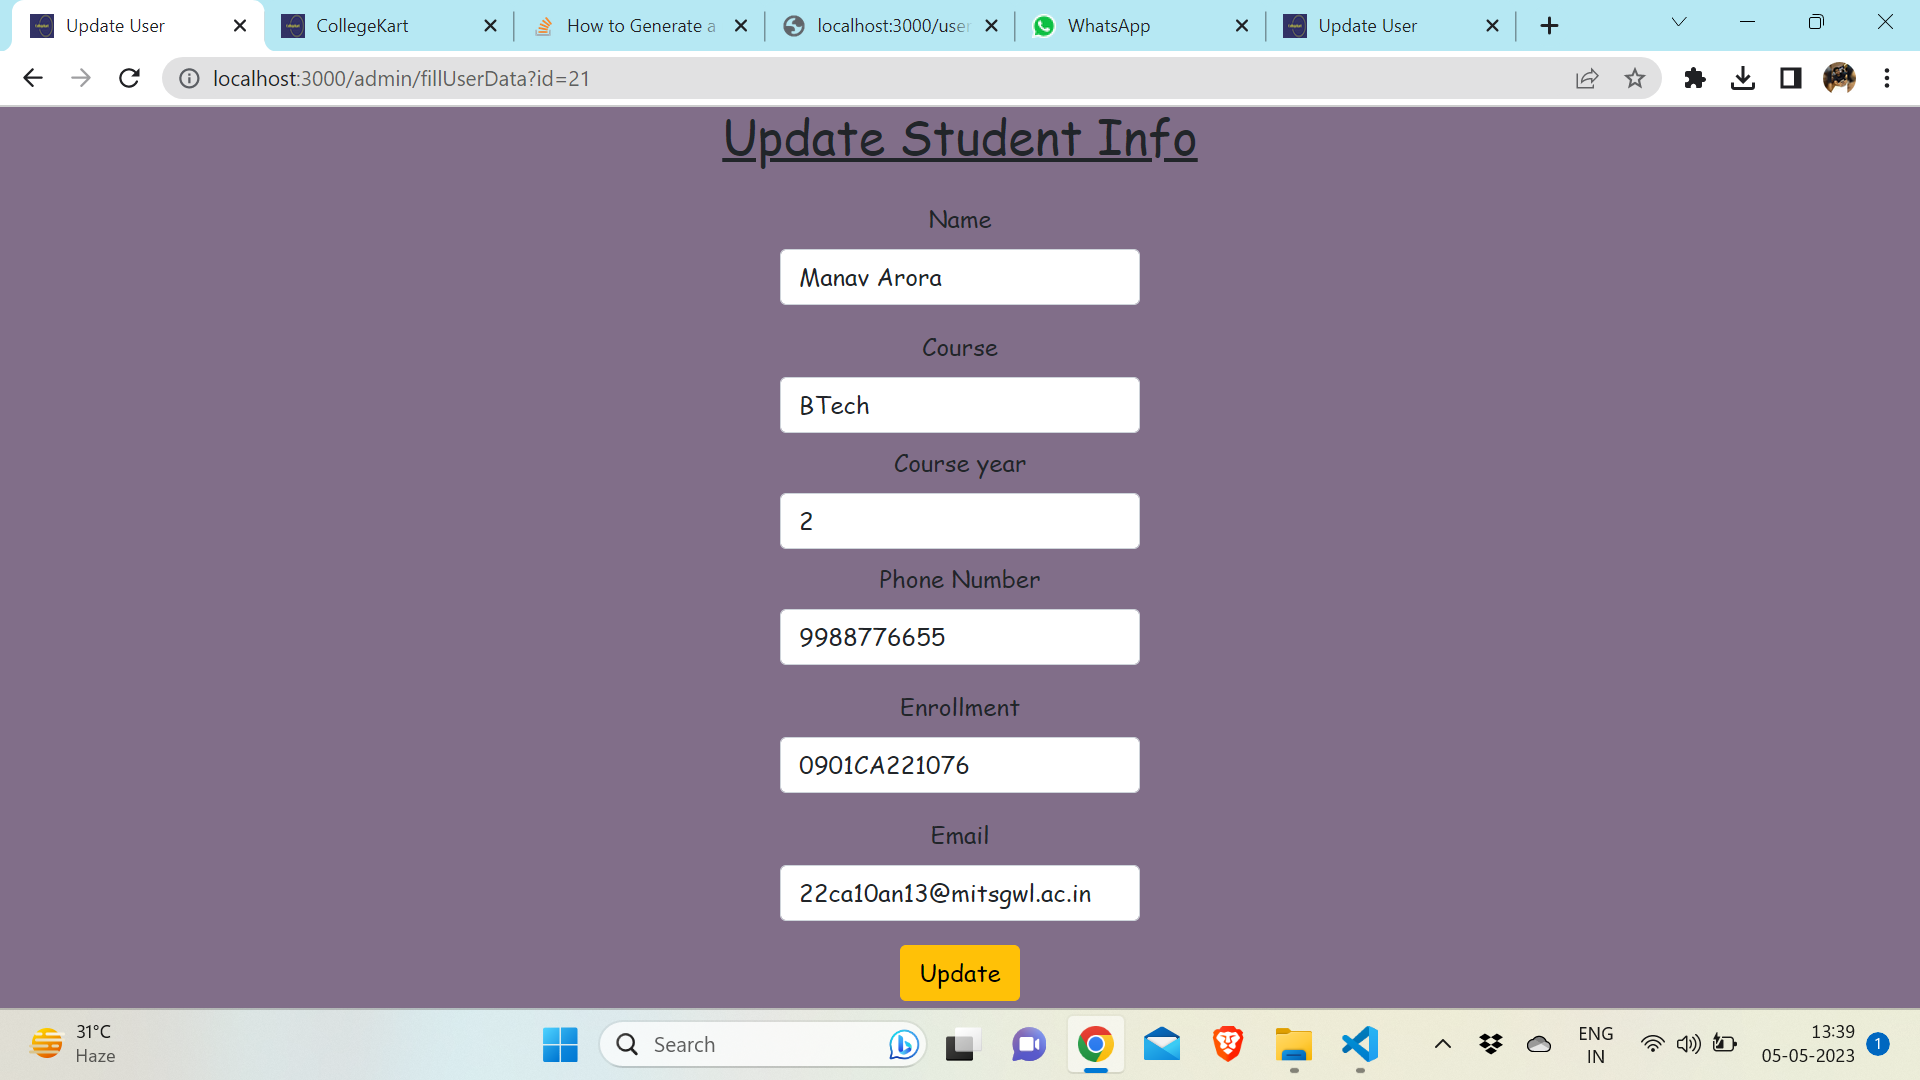 Update User
CollegeKart
How to Generate a
localhost:3000/user
WhatsApp
Update User
localhost:3000/admin/fillUserData?id=21
Update Student Info
Name
Manav Arora
Course
BTech
Course year
2
Phone Number
9988776655
Enrollment
0901CA221076
Email
22ca10an13@mitsgwl.ac.in
Update
31°C
Haze
Search
ENG
IN
13:39
05-05-2023
1